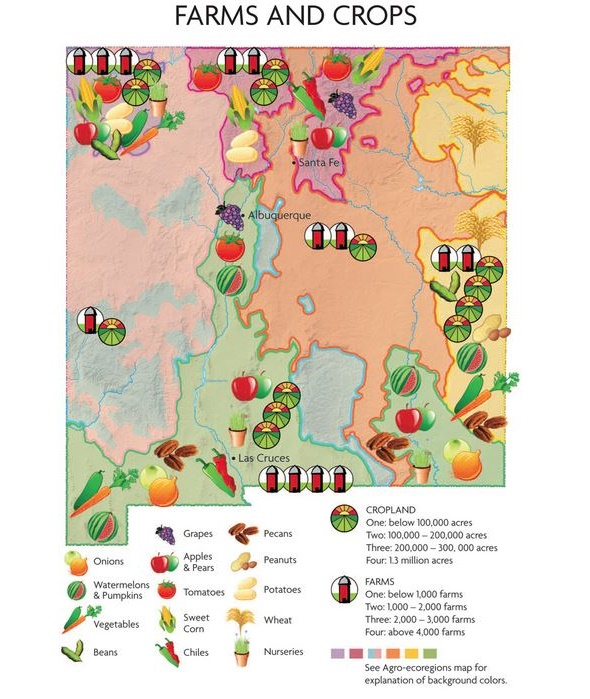 FARMS AND CROPS
Santa Fe
Albuquerque
Las Cruces
Onions
Watermelons
& Pumpkins
Vegetables
Beans
Grapes
Apples
& Pears
Tomatoes
Sweet
Corn
Chiles
Pecans
Peanuts
Potatoes
Wheat
Nurseries
CROPLAND
One: below 100,000 acres
Two: 100,000 – 200,000 acres
Three: 200,000 – 300, 000 acres
Four: 1.3 million acres
FARMS
One: below 1,000 farms
Two: 1,000 – 2,000 farms
Three: 2,000 – 3,000 farms
Four: above 4,000 farms
See Agro-ecoregions map for
explanation of background colors.